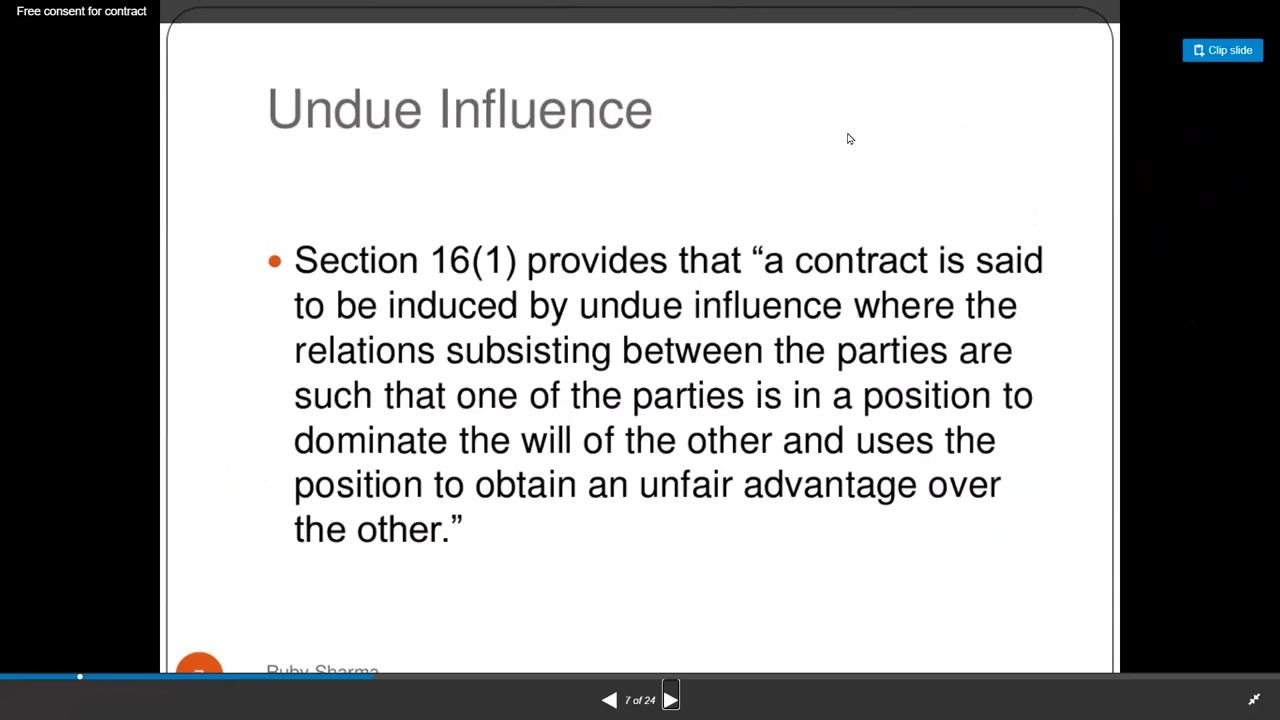 Free consent for contract
Clip slide
Undue Influence
• Section 16(1) provides that “a contract is said
to be induced by undue influence where the
relations subsisting between the parties are
such that one of the parties is in a position to
dominate the will of the other and uses the
position to obtain an unfair advantage over
the other.”
Ruby Sharma
7 of 24